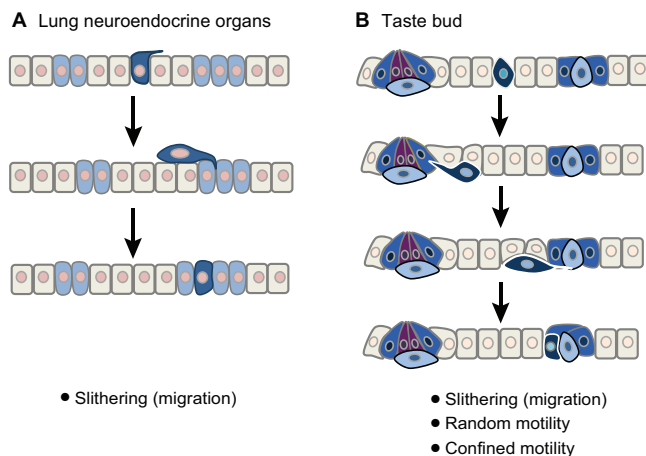 A Lung neuroendocrine organs
B Taste bud
● Slithering (migration)
● Slithering (migration)
● Random motility
● Confined motility